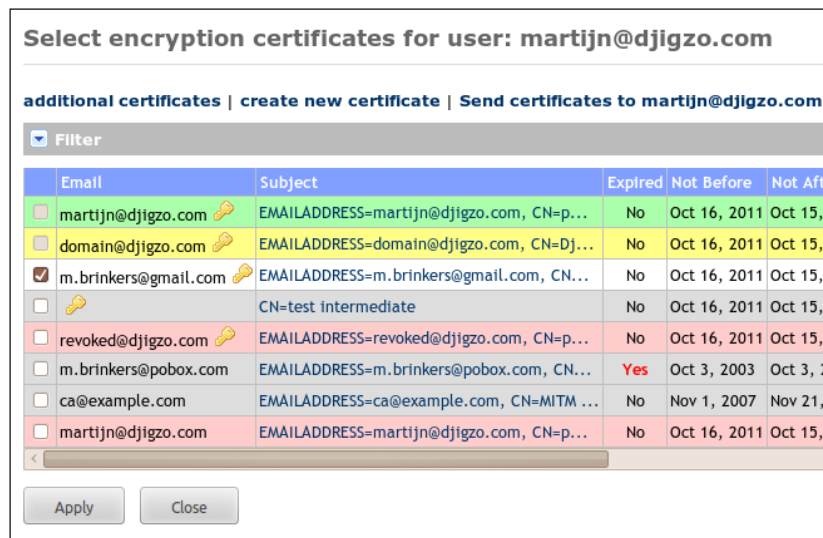 Select encryption certificates for user: martijn@djigzo.com
additional certificates | create new certificate | Send certificates to martijn@djigzo.com
Filter
Email Subject Expired Not Before Not Aft
martijn@djigzo.com EMAILADDRESS=martijn@djigzo.com, CN=p... No Oct 16, 2011 Oct 15,
domain@djigzo.com EMAILADDRESS=domain@djigzo.com, CN=Dj... No Oct 16, 2011 Oct 15,
m.brinkers@gmail.com EMAILADDRESS=m.brinkers@gmail.com, CN... No Oct 16, 2011 Oct 15,
CN=test intermediate No Oct 16, 2011 Oct 15,
revoked@djigzo.com EMAILADDRESS=revoked@djigzo.com, CN=p... No Oct 16, 2011 Oct 15,
m.brinkers@pobox.com EMAILADDRESS=m.brinkers@pobox.com, CN... Yes Oct 3, 2003 Oct 3, 2
ca@example.com EMAILADDRESS=ca@example.com, CN=MITM ... No Nov 1, 2007 Nov 21,
martijn@djigzo.com EMAILADDRESS=martijn@djigzo.com, CN=p... No Oct 16, 2011 Oct 15,
Apply Close